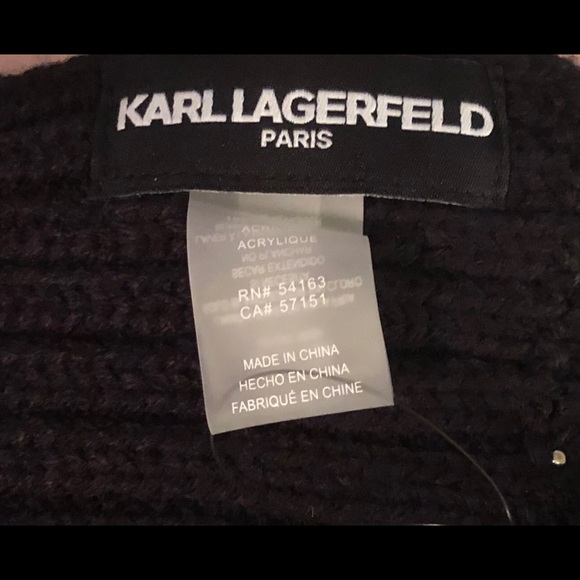 KARL LAGERFELD
PARIS
ACRYLIQUE
RN# 54163
CA# 57151
MADE IN CHINA
HECHO EN CHINA
FABRIQUÉ EN CHINE